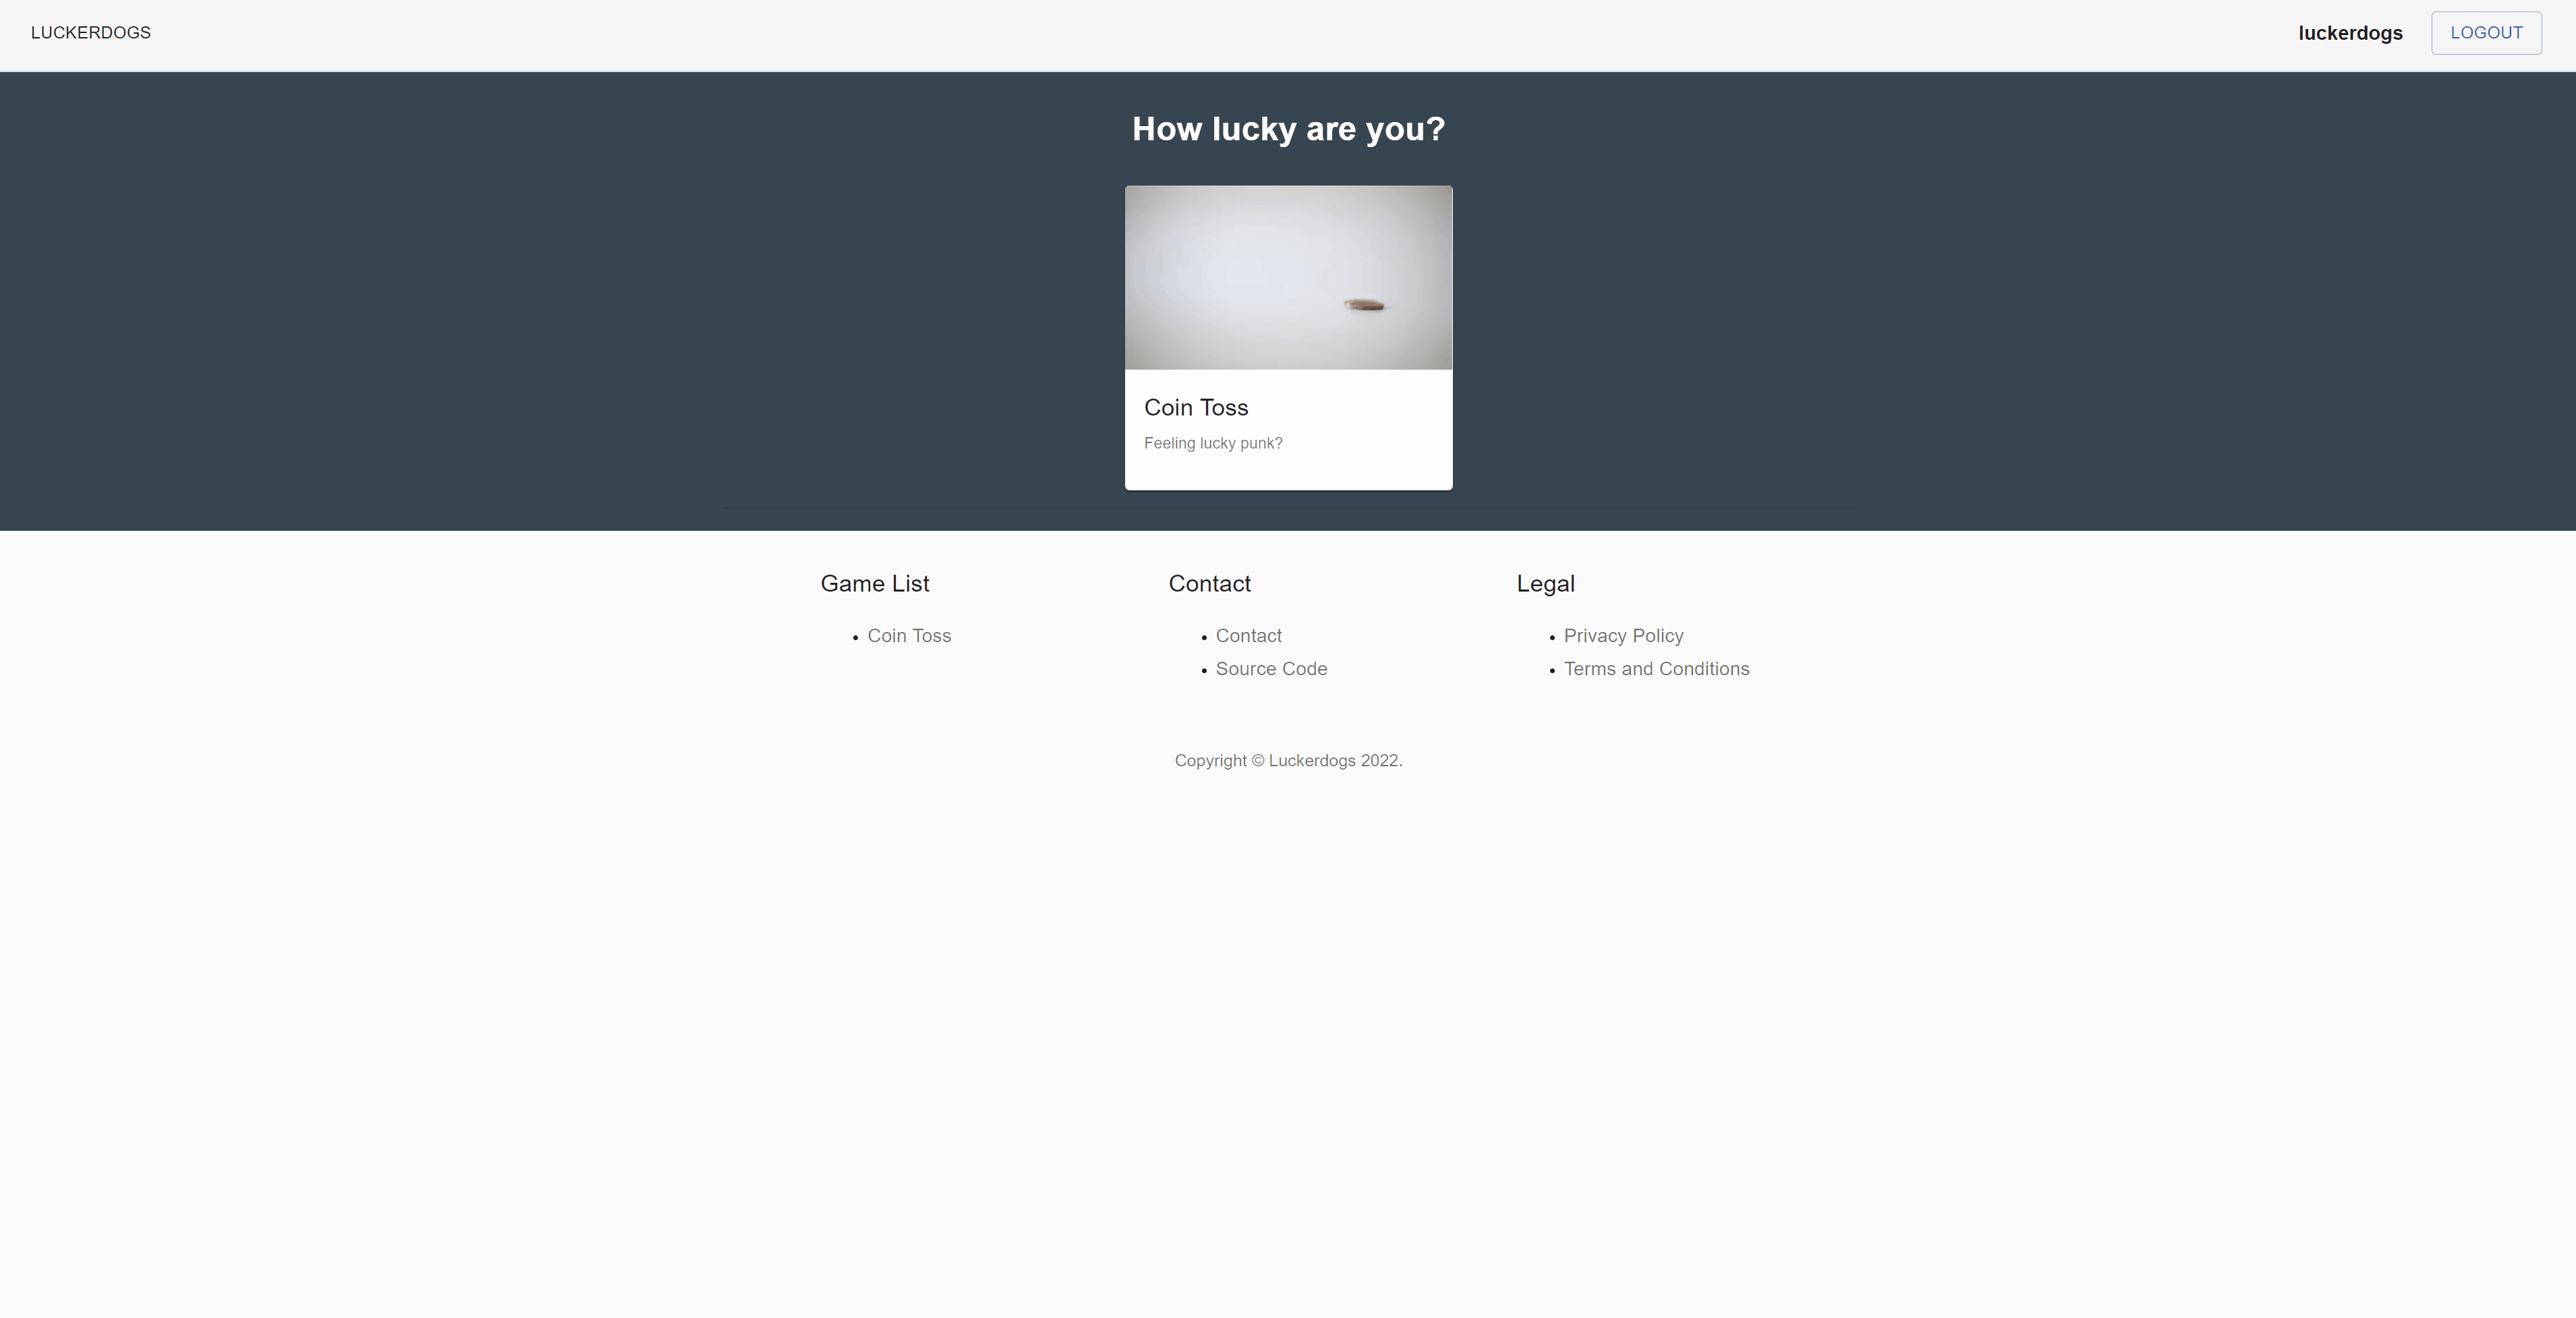 LUCKERDOGS
luckerdogs
LOGOUT
How lucky are you?
Coin Toss
Feeling lucky punk?
Game List
Coin Toss
Contact
Contact
Source Code
Legal
Privacy Policy
Terms and Conditions
Copyright © Luckerdogs 2022.